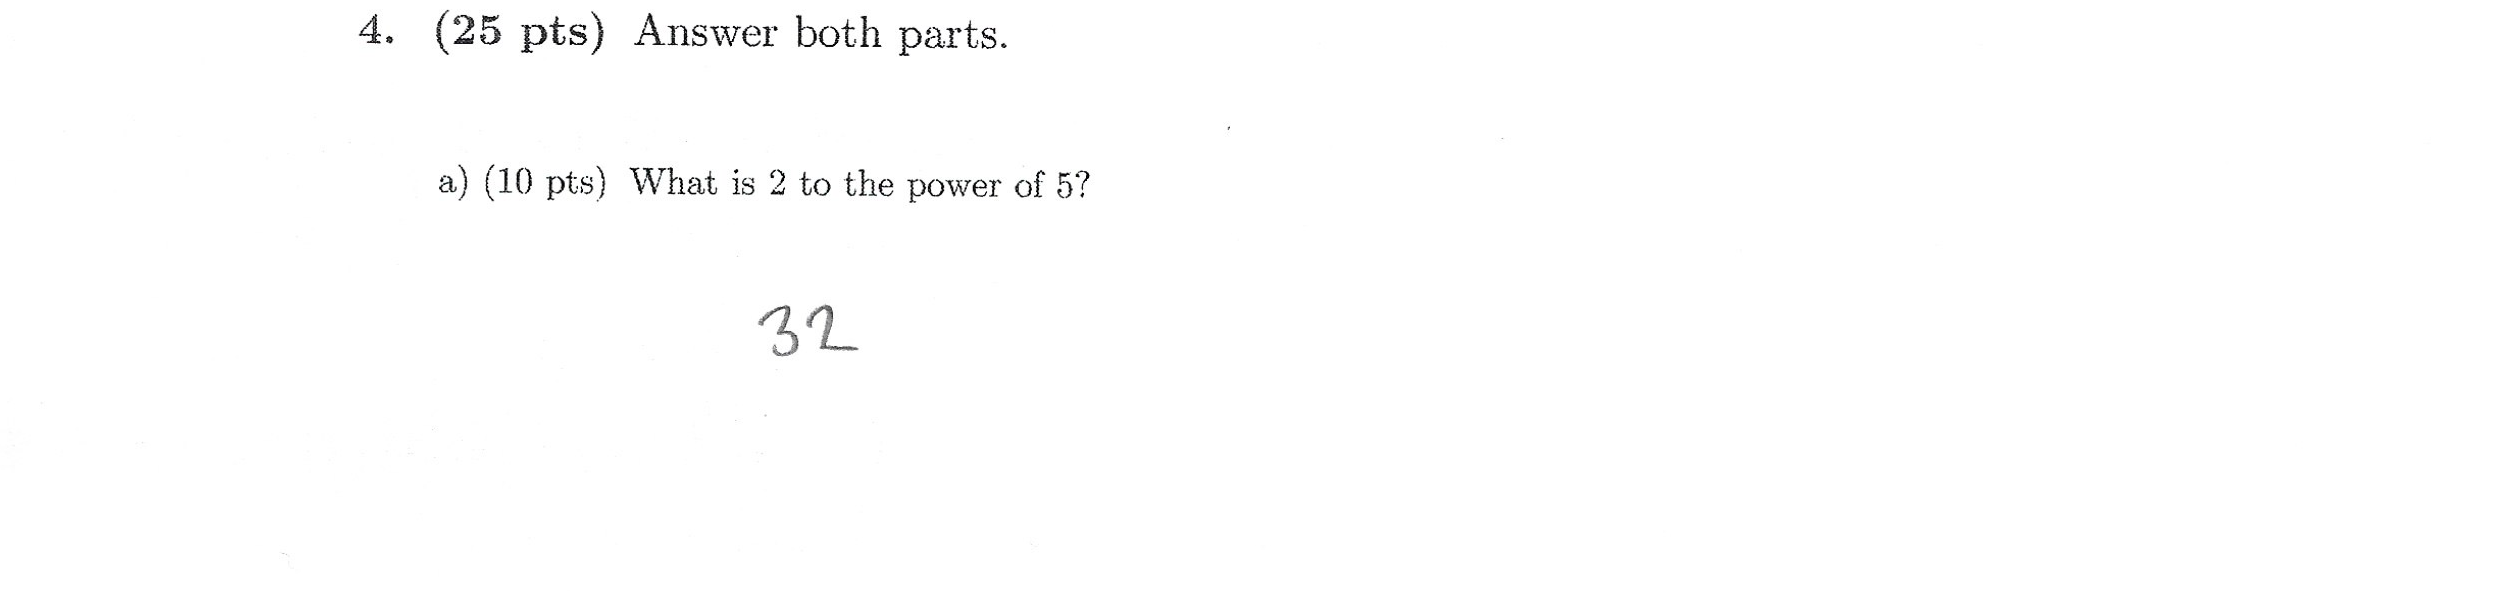 4. (25 pts) Answer both parts.
a) (10 pts) What is 2 to the power of 5?
32